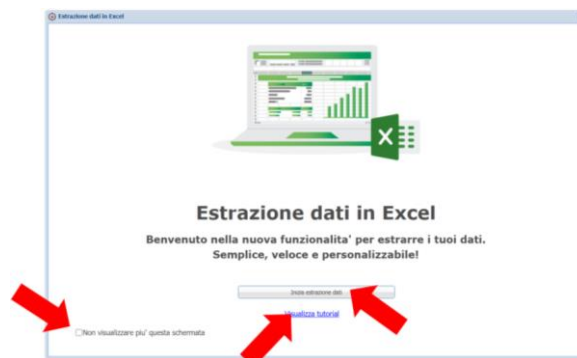 Estrazione dati in Excel
Estrazione dati in Excel
Benvenuto nella nuova funzionalita' per estrarre i tuoi dati.
Semplice, veloce e personalizzabile!
Inizia estrazione dati
Visualizza tutorial
Non visualizzare piu' questa schermata